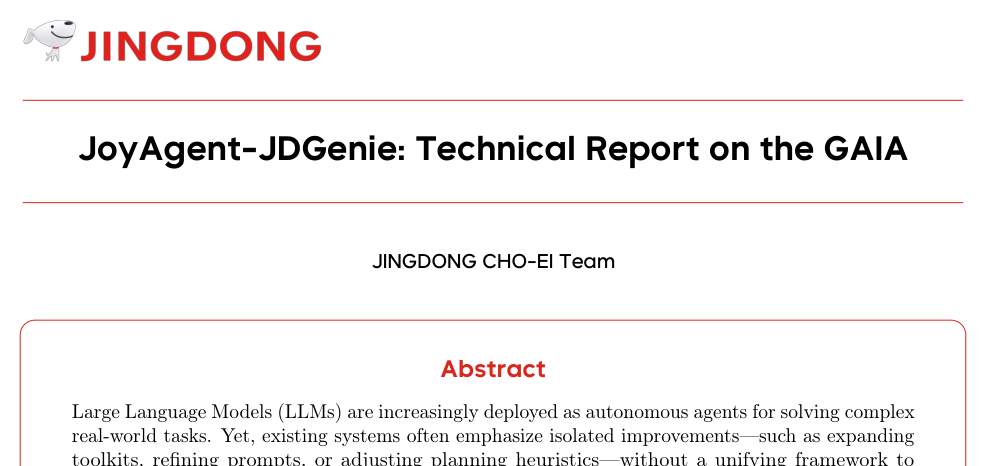 JINGDONG
JoyAgent-JDGenie: Technical Report on the GAIA
JINGDONG CHO-EI Team
Abstract
Large Language Models (LLMs) are increasingly deployed as autonomous agents for solving complex
real-world tasks. Yet, existing systems often emphasize isolated improvements—such as expanding
toolkits, refining prompts, or adjusting planning heuristics—without a unifying framework to